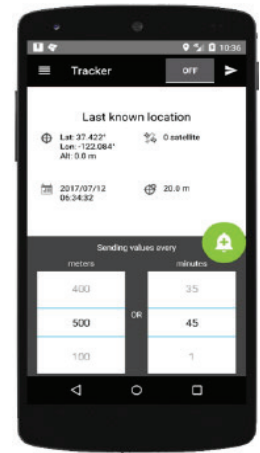 10:36
Tracker
OFF
Last known location
Lat: 37.422°
Lon: -122.084°
Alt: 0.0 m
0 satellite
2017/07/12
06:34:32
20.0 m
Sending values every
meters
minutes
400
35
500
OR
45
100
1